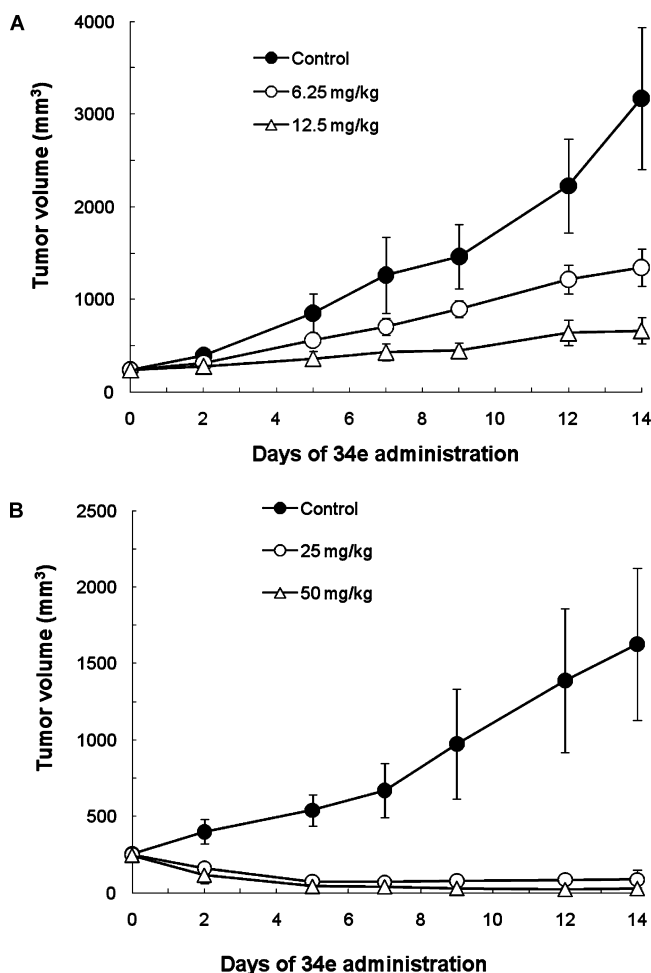 A
4000
3000
2000
1000
0
Tumor volume (mm³)
Control
6.25 mg/kg
12.5 mg/kg
0 2 4 6 8 10 12 14
Days of 34e administration
B
2500
2000
1500
1000
500
0
Tumor volume (mm³)
Control
25 mg/kg
50 mg/kg
0 2 4 6 8 10 12 14
Days of 34e administration